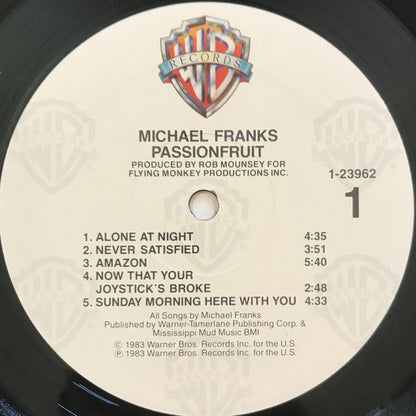 WB
RECORDS
MICHAEL FRANKS
PASSIONFRUIT
PRODUCED BY ROB MOUNSEY FOR
FLYING MONKEY PRODUCTIONS INC.
1-23962
1
1. ALONE AT NIGHT 4:35
2. NEVER SATISFIED 3:51
3. AMAZON 5:40
4. NOW THAT YOUR
JOYSTICK'S BROKE 2:48
5. SUNDAY MORNING HERE WITH YOU 4:33
All Songs by Michael Franks
Published by Warner-Tamerlane Publishing Corp. &
Mississippi Mud Music BMI
© 1983 Warner Bros. Records Inc. for the U.S.
℗ 1983 Warner Bros. Records Inc. for the U.S.